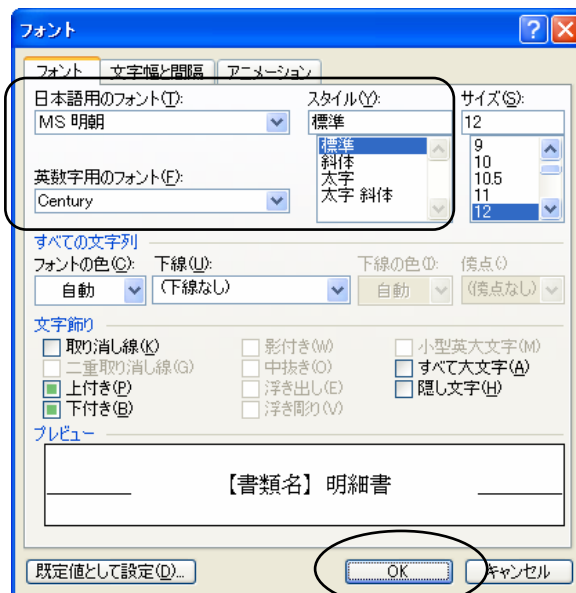 フォント
フォント 文字幅と間隔 アニメーション
日本語用のフォント(T): スタイル(Y): サイズ(S):
MS 明朝 標準 12
標準 9
斜体 10
太字 10.5
太字 斜体 11
12
英数字用のフォント(F):
Century
すべての文字列
フォントの色(C): 下線(U): 下線の色(I): 傍点(:)
自動 (下線なし) 自動 (傍点なし)
文字飾り
取り消し線(K) 影付き(W) 小型英大文字(M)
二重取り消し線(G) 中抜き(O) すべて大文字(A)
上付き(P) 浮き出し(E) 隠し文字(H)
下付き(B) 浮き彫り(V)
プレビュー
【書類名】明細書
既定値として設定(D)... OK キャンセル